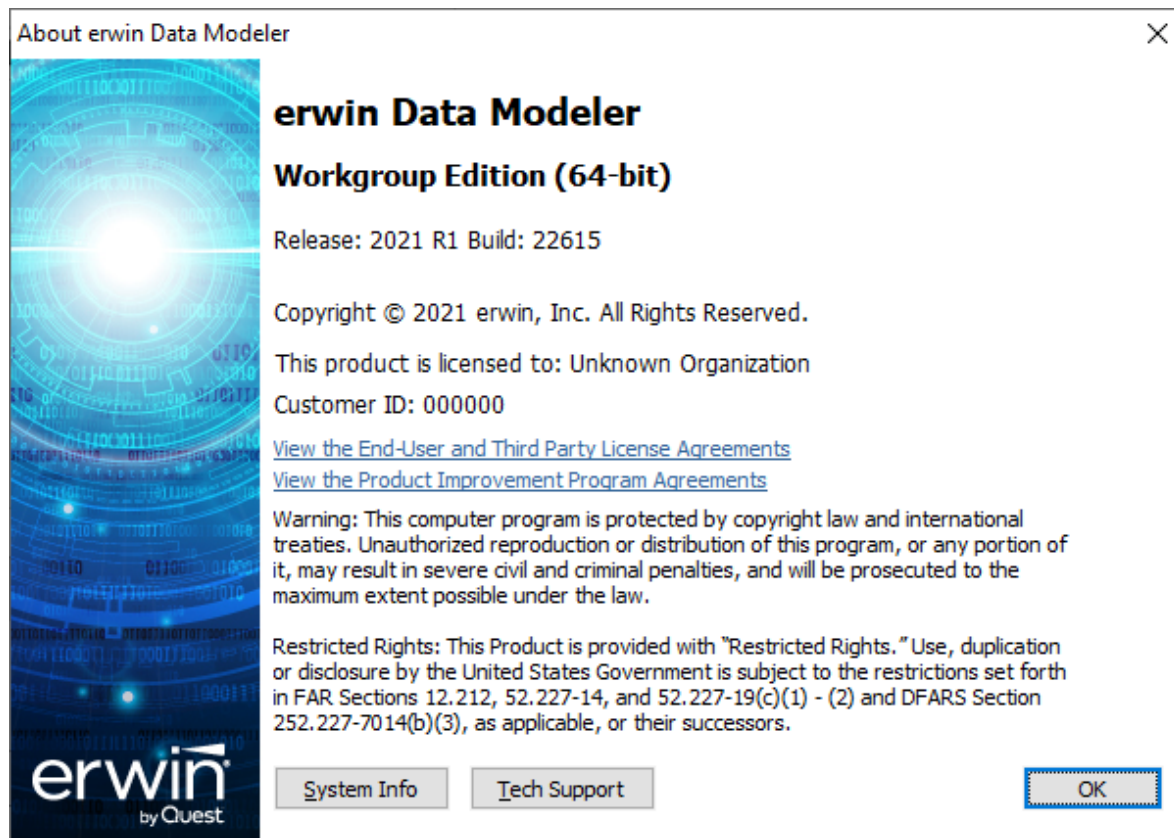 About erwin Data Modeler
erwin Data Modeler
Workgroup Edition (64-bit)
Release: 2021 R1 Build: 22615
Copyright © 2021 erwin, Inc. All Rights Reserved.
This product is licensed to: Unknown Organization
Customer ID: 000000
View the End-User and Third Party License Agreements
View the Product Improvement Program Agreements
Warning: This computer program is protected by copyright law and international
treaties. Unauthorized reproduction or distribution of this program, or any portion of
it, may result in severe civil and criminal penalties, and will be prosecuted to the
maximum extent possible under the law.
Restricted Rights: This Product is provided with “Restricted Rights.” Use, duplication
or disclosure by the United States Government is subject to the restrictions set forth
in FAR Sections 12.212, 52.227-14, and 52.227-19(c)(1) - (2) and DFARS Section
252.227-7014(b)(3), as applicable, or their successors.
erwin
by Quest
System Info
Tech Support
OK